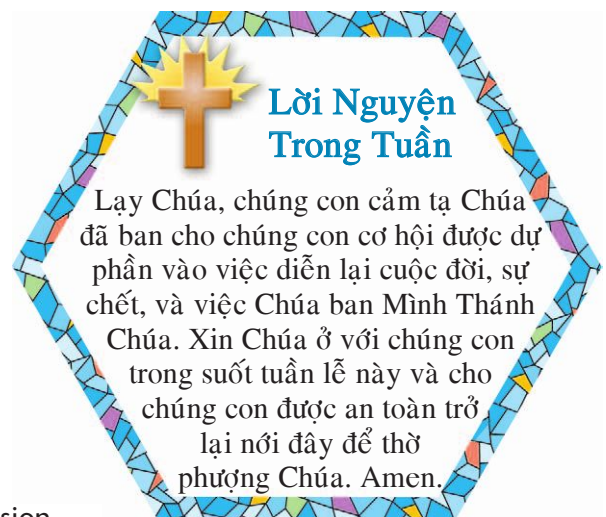 Lời Nguyện
Trong Tuần
Lạy Chúa, chúng con cảm tạ Chúa
đã ban cho chúng con cơ hội được dự
phần vào việc diễn lại cuộc đời, sự
chết, và việc Chúa ban Mình Thánh
Chúa. Xin Chúa ở với chúng con
trong suốt tuần lễ này và cho
chúng con được an toàn trở
lại nới đây để thờ
phượng Chúa. Amen.